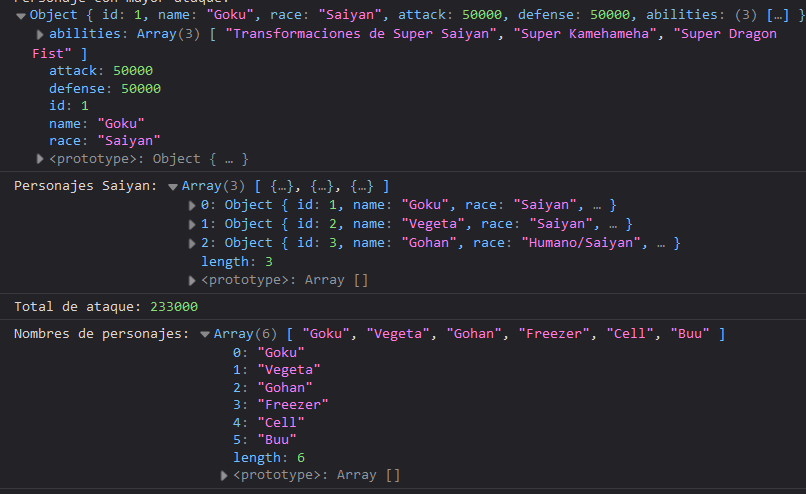 Personaje con mayor ataque:
Object { id: 1, name: "Goku", race: "Saiyan", attack: 50000, defense: 50000, abilities: (3) […] }
abilities: Array(3) [ "Transformaciones de Super Saiyan", "Super Kamehameha", "Super Dragon
Fist" ]
attack: 50000
defense: 50000
id: 1
name: "Goku"
race: "Saiyan"
<prototype>: Object { … }
Personajes Saiyan: Array(3) [ {…}, {…}, {…} ]
0: Object { id: 1, name: "Goku", race: "Saiyan", … }
1: Object { id: 2, name: "Vegeta", race: "Saiyan", … }
2: Object { id: 3, name: "Gohan", race: "Humano/Saiyan", … }
length: 3
<prototype>: Array []
Total de ataque: 233000
Nombres de personajes: Array(6) [ "Goku", "Vegeta", "Gohan", "Freezer", "Cell", "Buu" ]
0: "Goku"
1: "Vegeta"
2: "Gohan"
3: "Freezer"
4: "Cell"
5: "Buu"
length: 6
<prototype>: Array []